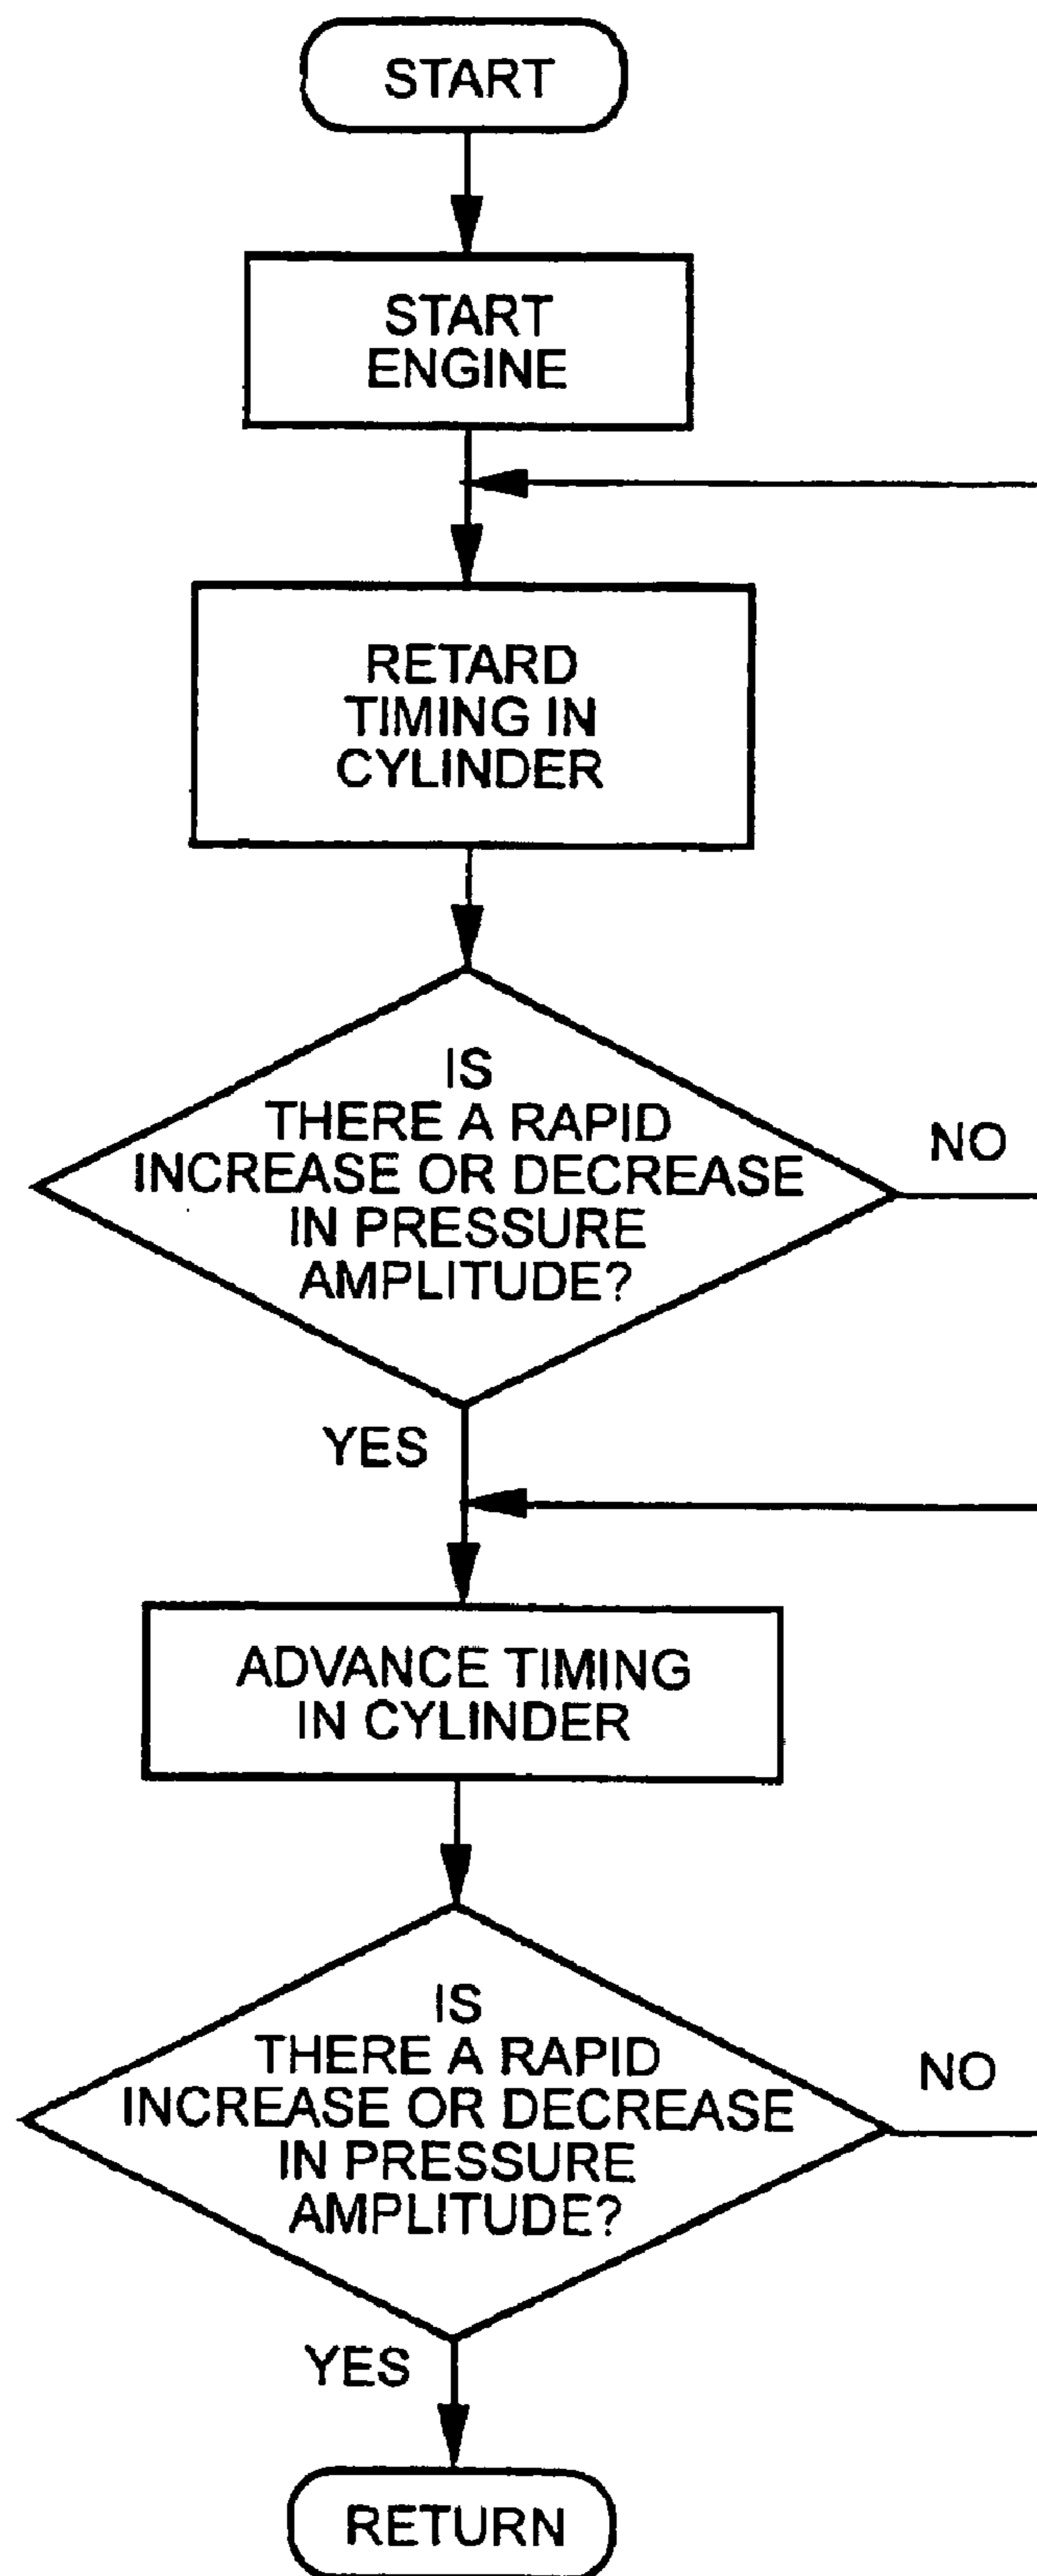 START
START
ENGINE
RETARD
TIMING IN
CYLINDER
IS
THERE A RAPID
INCREASE OR DECREASE
IN PRESSURE
AMPLITUDE?
NO
YES
ADVANCE TIMING
IN CYLINDER
IS
THERE A RAPID
INCREASE OR DECREASE
IN PRESSURE
AMPLITUDE?
NO
YES
RETURN